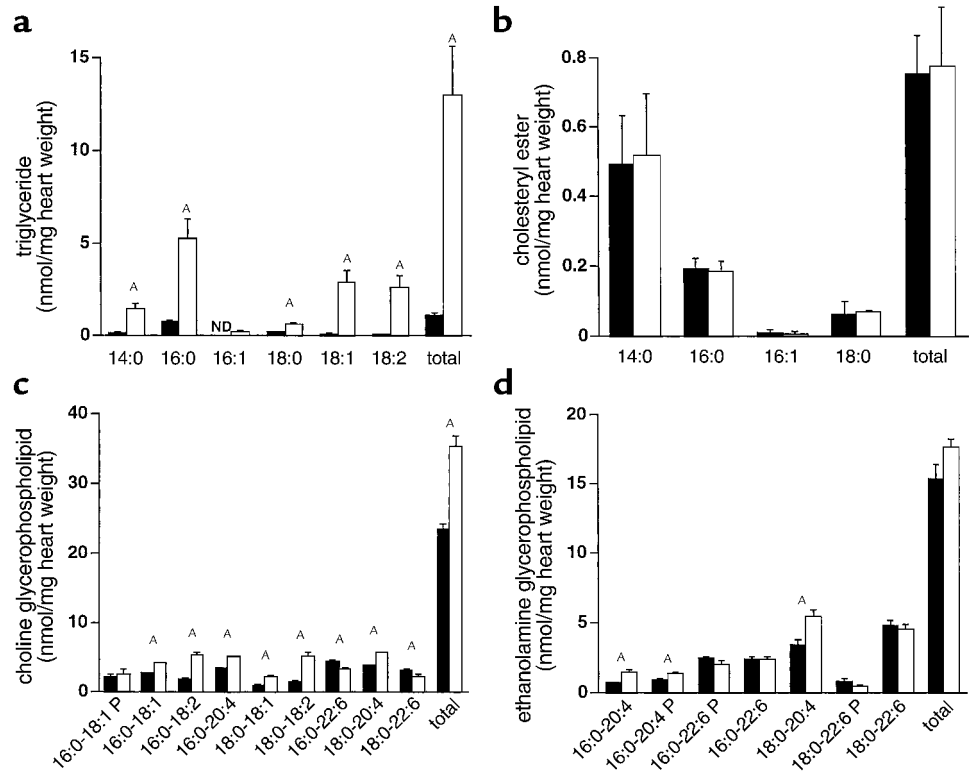 a
triglyceride
(nmol/mg heart weight)
15
10
5
0
A
A
ND
A
A
A
A
14:0 16:0 16:1 18:0 18:1 18:2 total
b
cholesteryl ester
(nmol/mg heart weight)
0.8
0.6
0.4
0.2
0
14:0 16:0 16:1 18:0 total
c
choline glycerophospholipid
(nmol/mg heart weight)
40
30
20
10
0
A
A
A
A
A
A
A
A
A
16:0-18:1 P
16:0-18:1
16:0-18:2
16:0-20:4
18:0-18:1
18:0-18:2
16:0-22:6
18:0-20:4
18:0-22:6
total
d
ethanolamine glycerophospholipid
(nmol/mg heart weight)
20
15
10
5
0
A
A
A
16:0-20:4
16:0-20:4 P
16:0-22:6 P
16:0-22:6
18:0-20:4
18:0-22:6 P
18:0-22:6
total